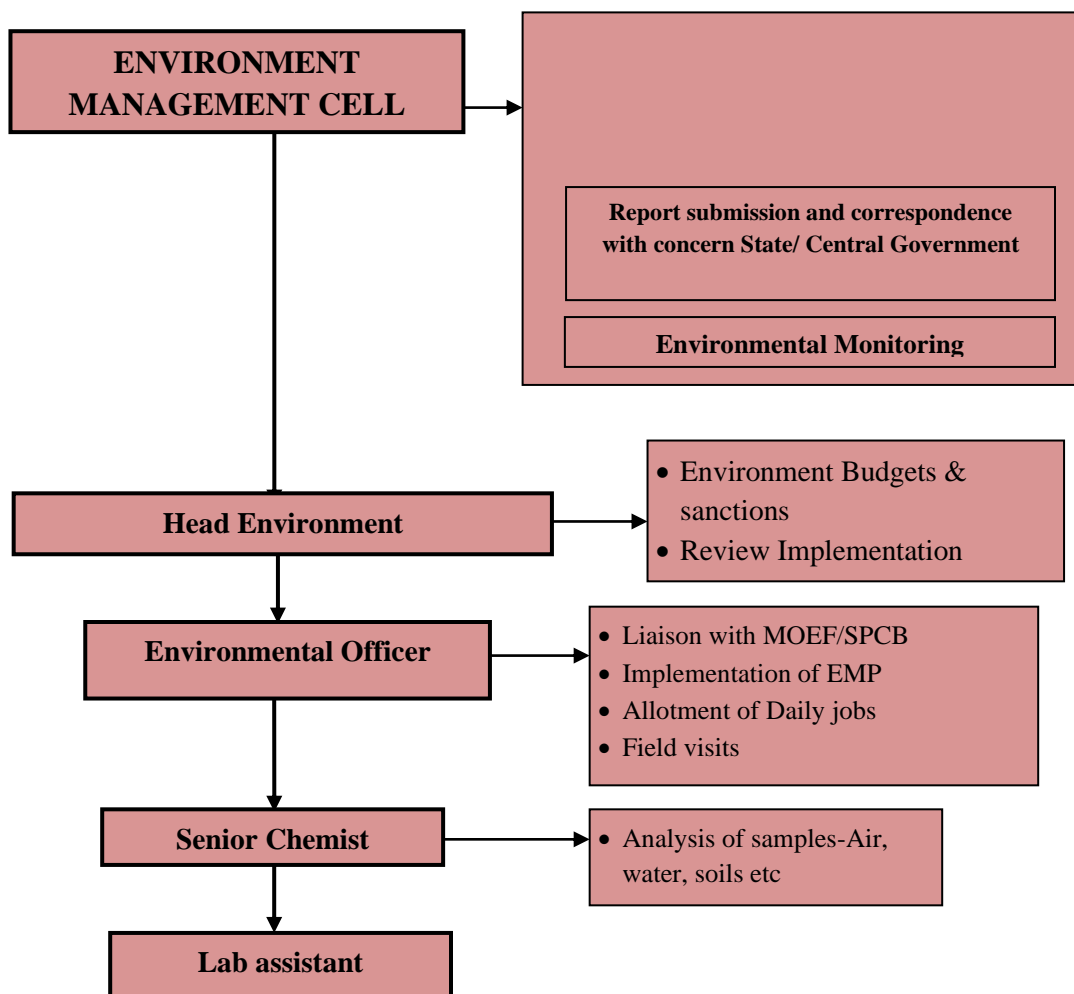 ENVIRONMENT
MANAGEMENT CELL
Report submission and correspondence
with concern State/ Central Government
Environmental Monitoring
Head Environment
• Environment Budgets &
sanctions
• Review Implementation
Environmental Officer
• Liaison with MOEF/SPCB
• Implementation of EMP
• Allotment of Daily jobs
• Field visits
Senior Chemist
• Analysis of samples-Air,
water, soils etc
Lab assistant